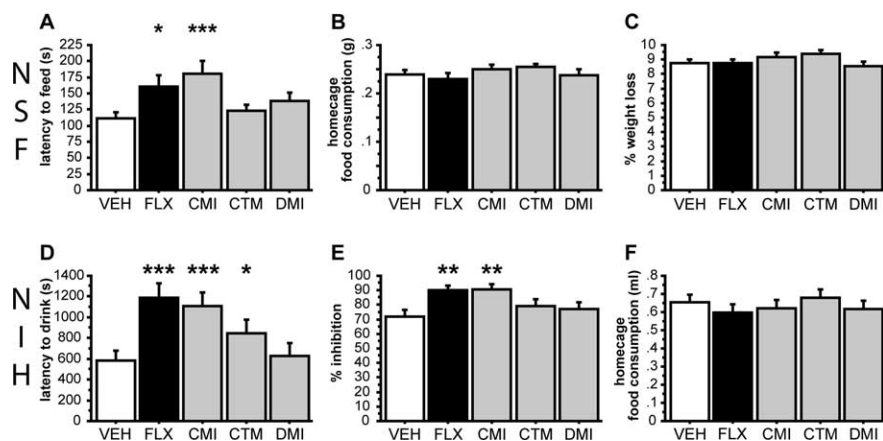 NSF
A
* ***
latency to feed (s)
225
200
175
150
125
100
75
50
25
0
VEH FLX CMI CTM DMI
B
homecage
food consumption (g)
.3
.2
.1
0
VEH FLX CMI CTM DMI
C
% weight loss
10
9
8
7
6
5
4
3
2
1
0
VEH FLX CMI CTM DMI
NIH
D
*** *** *
latency to drink (s)
1400
1200
1000
800
600
400
200
0
VEH FLX CMI CTM DMI
E
** **
% inhibition
100
90
80
70
60
50
40
30
20
10
0
VEH FLX CMI CTM DMI
F
homecage
food consumption (ml)
.8
.7
.6
.5
.4
.3
.2
.1
0
VEH FLX CMI CTM DMI